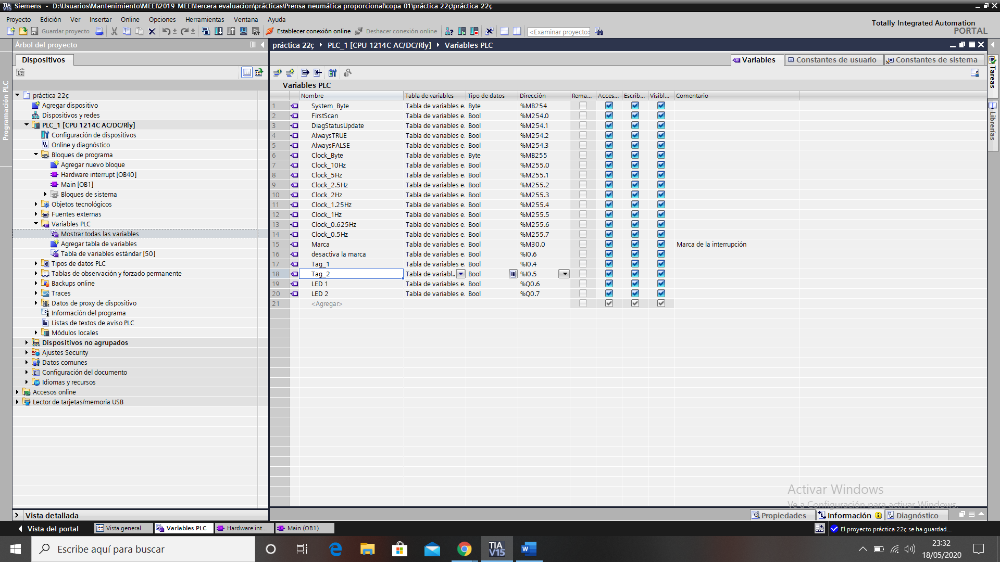 Siemens - D:\Usuarios\Mantenimiento\MEEI\2019 MEEI\tercera evaluacion\prácticas\Prensa neumática proporcional\copa 01\práctica 22ç\práctica 22ç
Proyecto Edición Ver Insertar Online Opciones Herramientas Ventana Ayuda
Totally Integrated Automation
PORTAL
Guardar proyecto Establecer conexión online Deshacer conexión online <Examinar proyecto>
Árbol del proyecto
práctica 22ç PLC_1 [CPU 1214C AC/DC/Rly] Variables PLC
Dispositivos
Variables Constantes de usuario Constantes de sistema
Programación PLC
Tareas
Librerías
práctica 22ç
Agregar dispositivo
Dispositivos y redes
PLC_1 [CPU 1214C AC/DC/Rly]
Configuración de dispositivos
Online y diagnóstico
Bloques de programa
Agregar nuevo bloque
Hardware interrupt [OB40]
Main [OB1]
Bloques de sistema
Objetos tecnológicos
Fuentes externas
Variables PLC
Mostrar todas las variables
Agregar tabla de variables
Tabla de variables estándar [50]
Tipos de datos PLC
Tablas de observación y forzado permanente
Backups online
Traces
Datos de proxy de dispositivo
Información del programa
Listas de textos de aviso PLC
Módulos locales
Dispositivos no agrupados
Ajustes Security
Datos comunes
Configuración del documento
Idiomas y recursos
Accesos online
Lector de tarjetas/memoria USB
Vista detallada
Variables PLC
Nombre Tabla de variables Tipo de datos Dirección Rema... Acces... Escrib... Visibl... Comentario
1 System_Byte Tabla de variables e. Byte %MB254
2 FirstScan Tabla de variables e. Bool %M254.0
3 DiagStatusUpdate Tabla de variables e. Bool %M254.1
4 AlwaysTRUE Tabla de variables e. Bool %M254.2
5 AlwaysFALSE Tabla de variables e. Bool %M254.3
6 Clock_Byte Tabla de variables e. Byte %MB255
7 Clock_10Hz Tabla de variables e. Bool %M255.0
8 Clock_5Hz Tabla de variables e. Bool %M255.1
9 Clock_2.5Hz Tabla de variables e. Bool %M255.2
10 Clock_2Hz Tabla de variables e. Bool %M255.3
11 Clock_1.25Hz Tabla de variables e. Bool %M255.4
12 Clock_1Hz Tabla de variables e. Bool %M255.5
13 Clock_0.625Hz Tabla de variables e. Bool %M255.6
14 Clock_0.5Hz Tabla de variables e. Bool %M255.7
15 Marca Tabla de variables e. Bool %M30.0 Marca de la interrupción
16 desactiva la marca Tabla de variables e. Bool %I0.6
17 Tag_1 Tabla de variables e. Bool %I0.4
18 Tag_2 Tabla de variabl.. Bool %I0.5
19 LED 1 Tabla de variables e. Bool %Q0.6
20 LED 2 Tabla de variables e. Bool %Q0.7
21 <Agregar>
Activar Windows
Ve a Configuración para activar Windows.
Propiedades Información Diagnóstico
Vista del portal Vista general Variables PLC Hardware int... Main (OB1) El proyecto práctica 22ç se ha guardad...
Escribe aquí para buscar
TIA V15
23:32
18/05/2020